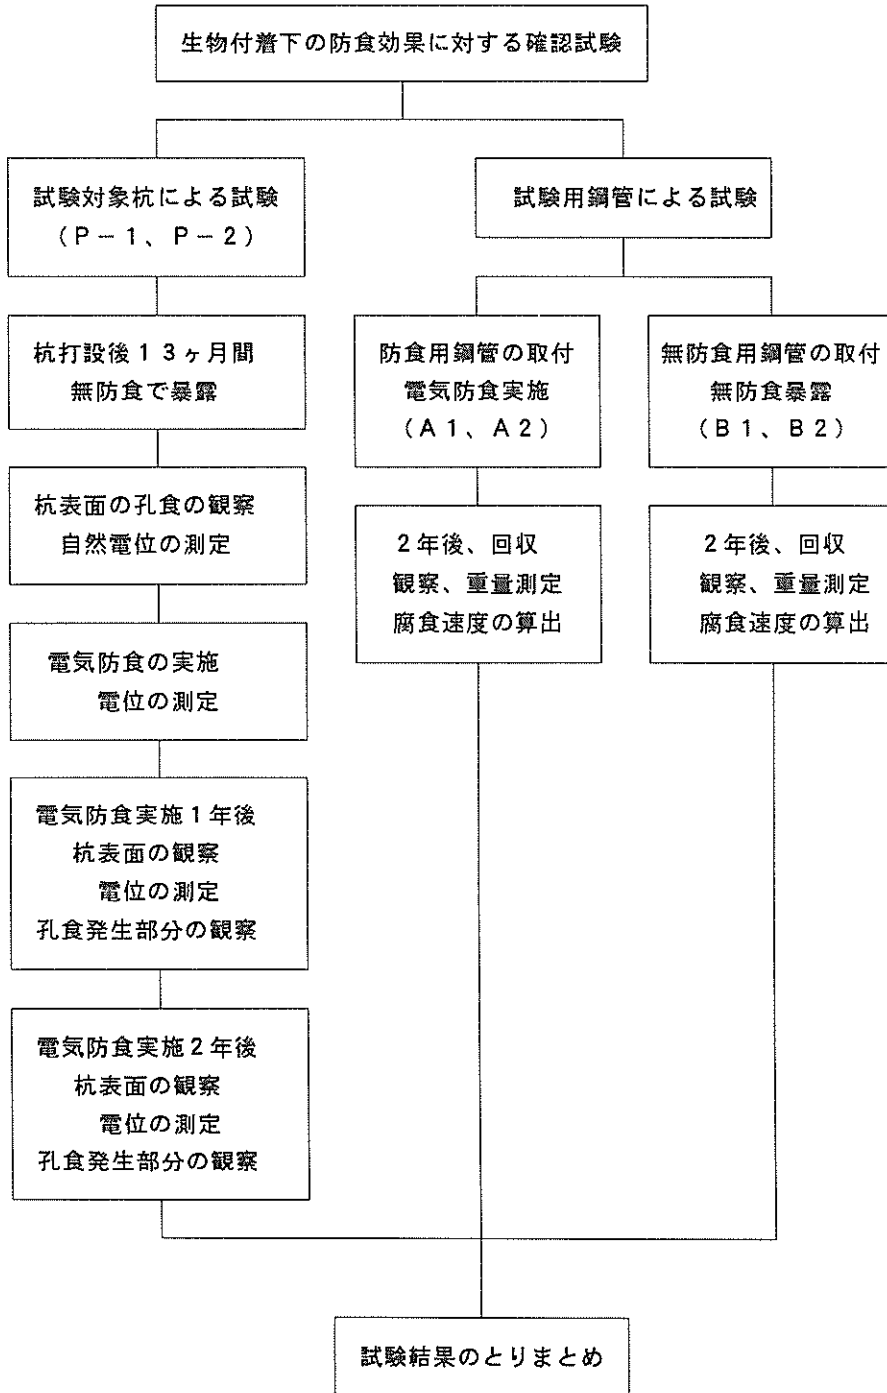 生物付着下の防食効果に対する確認試験
試験対象杭による試験
(P-1、P-2)
杭打設後13ヶ月間
無防食で暴露
杭表面の孔食の観察
自然電位の測定
電気防食の実施
電位の測定
電気防食実施1年後
杭表面の観察
電位の測定
孔食発生部分の観察
電気防食実施2年後
杭表面の観察
電位の測定
孔食発生部分の観察
試験用鋼管による試験
防食用鋼管の取付
電気防食実施
(A1、A2)
2年後、回収
観察、重量測定
腐食速度の算出
無防食用鋼管の取付
無防食暴露
(B1、B2)
2年後、回収
観察、重量測定
腐食速度の算出
試験結果のとりまとめ